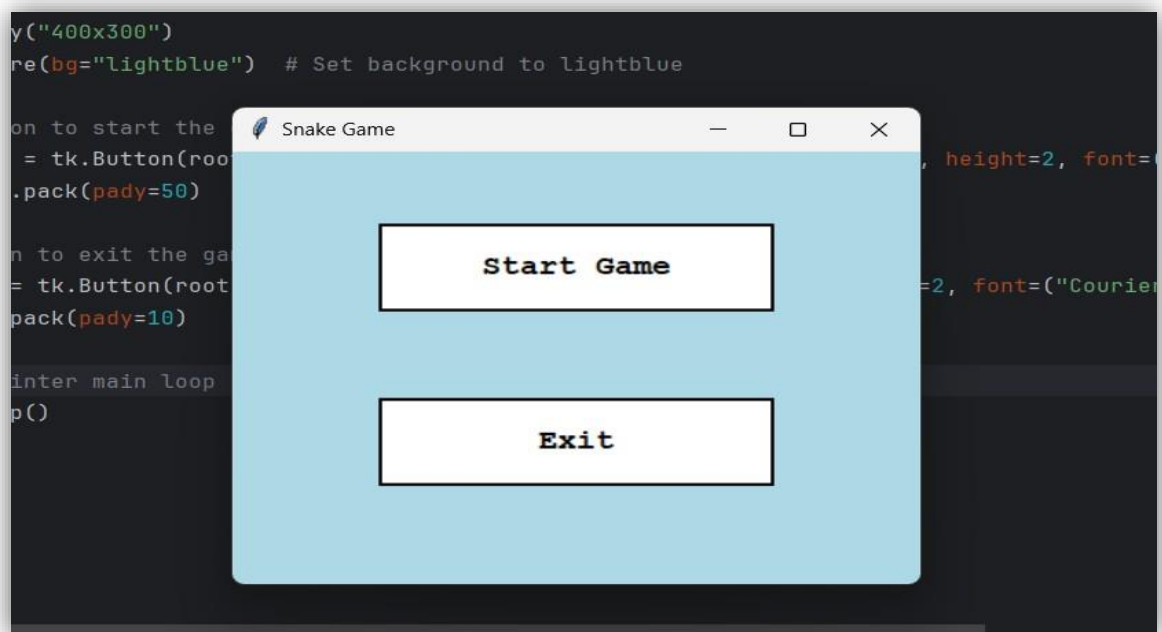 y("400x300")
re(bg="lightblue")  # Set background to lightblue
on to start the
= tk.Button(roo
, height=2, font=(
.pack(pady=50)
n to exit the ga
= tk.Button(root
=2, font=("Courier
pack(pady=10)
inter main loop
p()
Snake Game
Start Game
Exit